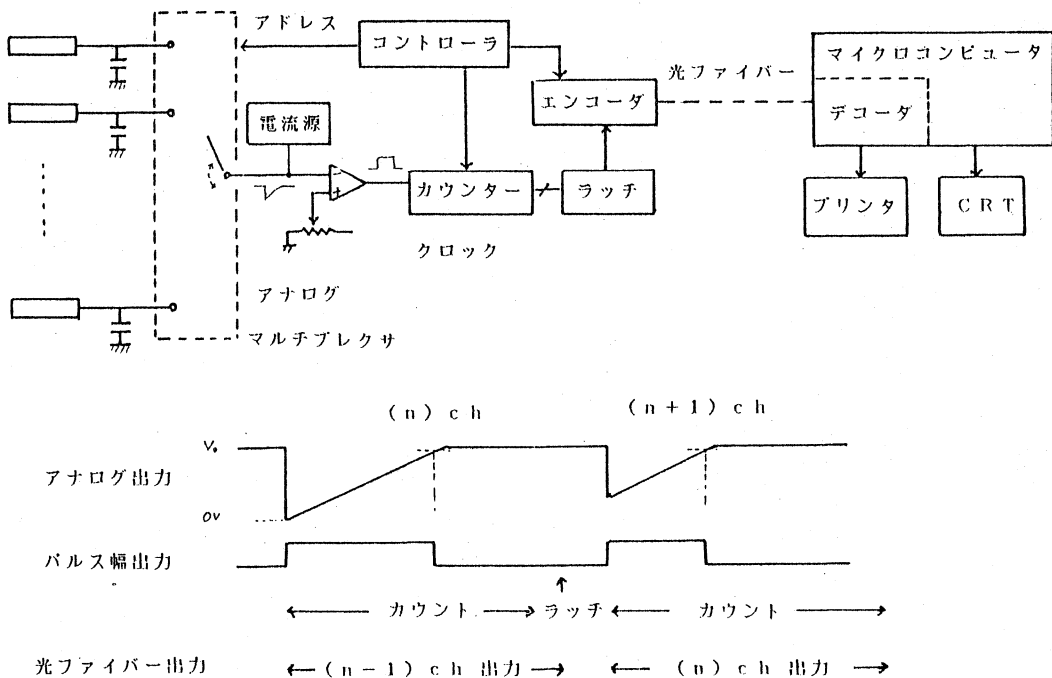 アドレス
コントローラ
マイクロコンピュータ
光ファイバー
エンコーダ
デコーダ
電流源
−
+
カウンター
ラッチ
プリンタ
CRT
クロック
アナログ
マルチプレクサ
(n)ch
(n+1)ch
V₀
アナログ出力
0V
パルス幅出力
カウント
ラッチ
カウント
光ファイバー出力
(n-1)ch 出力
(n)ch 出力